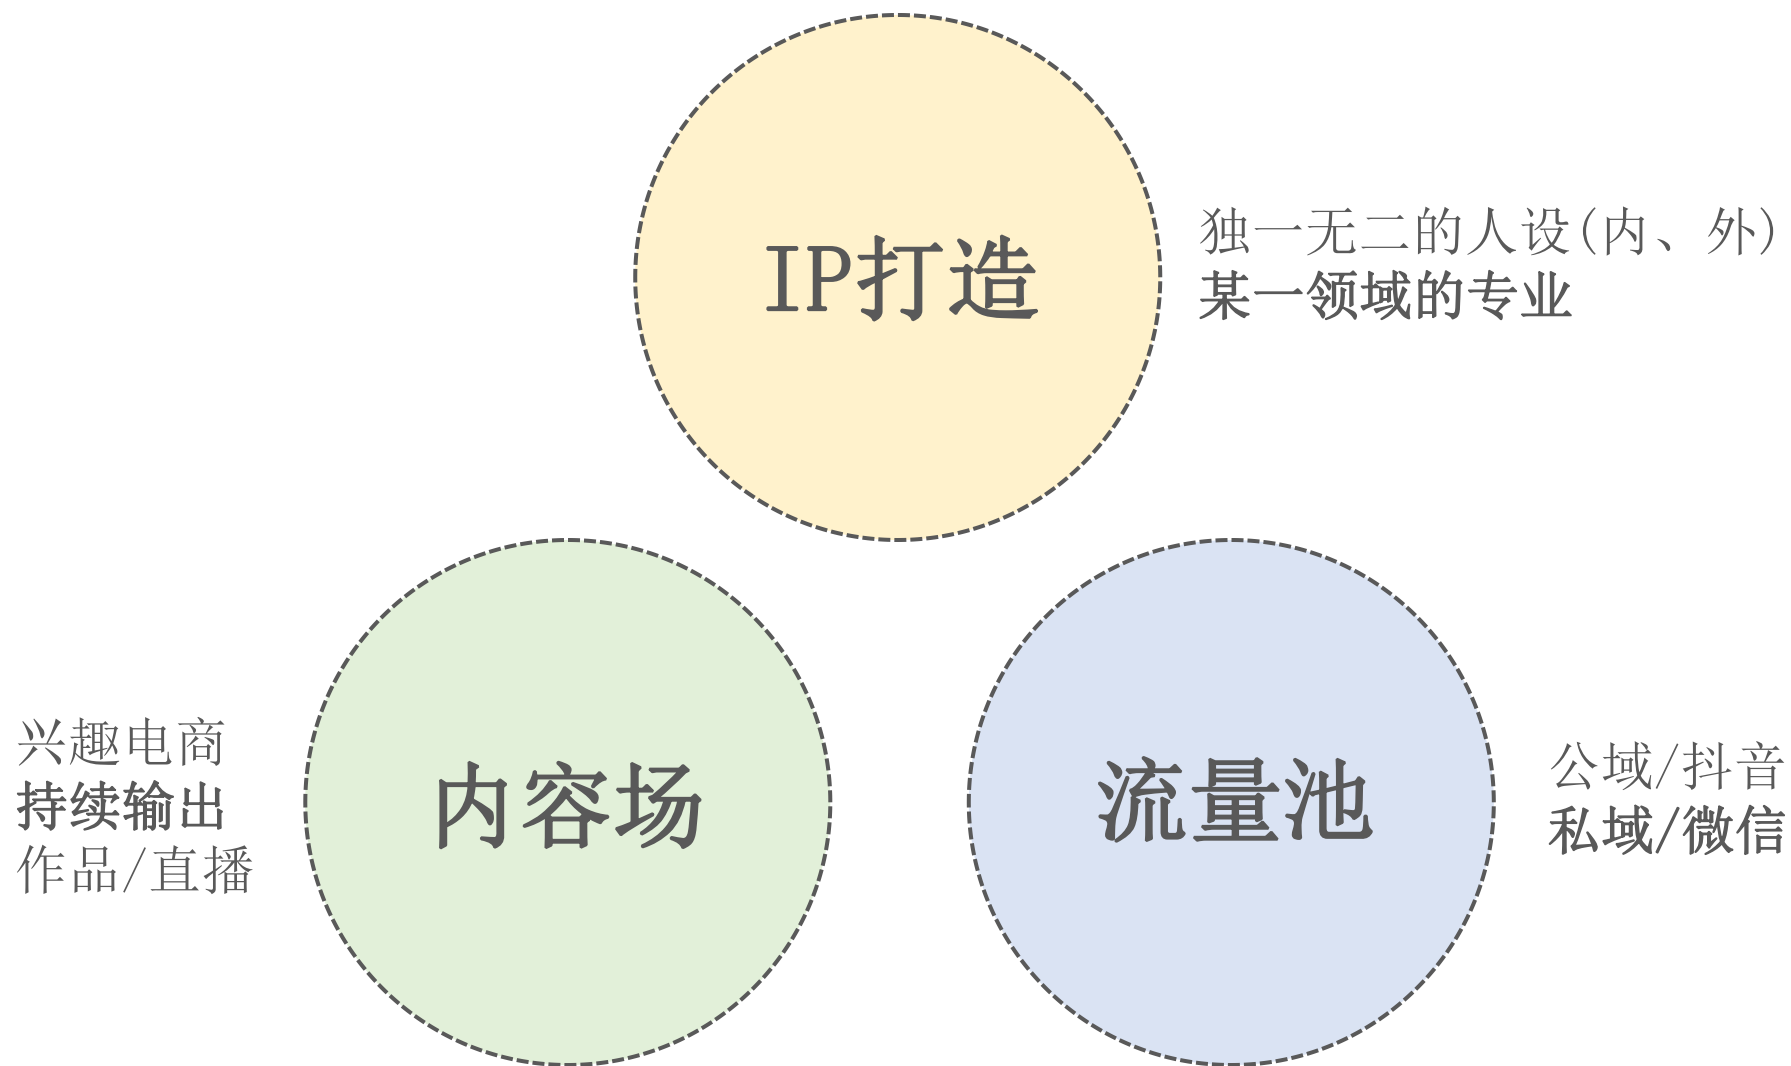 IP打造
独一无二的人设(内、外)
某一领域的专业
兴趣电商
持续输出
作品/直播
内容场
流量池
公域/抖音
私域/微信